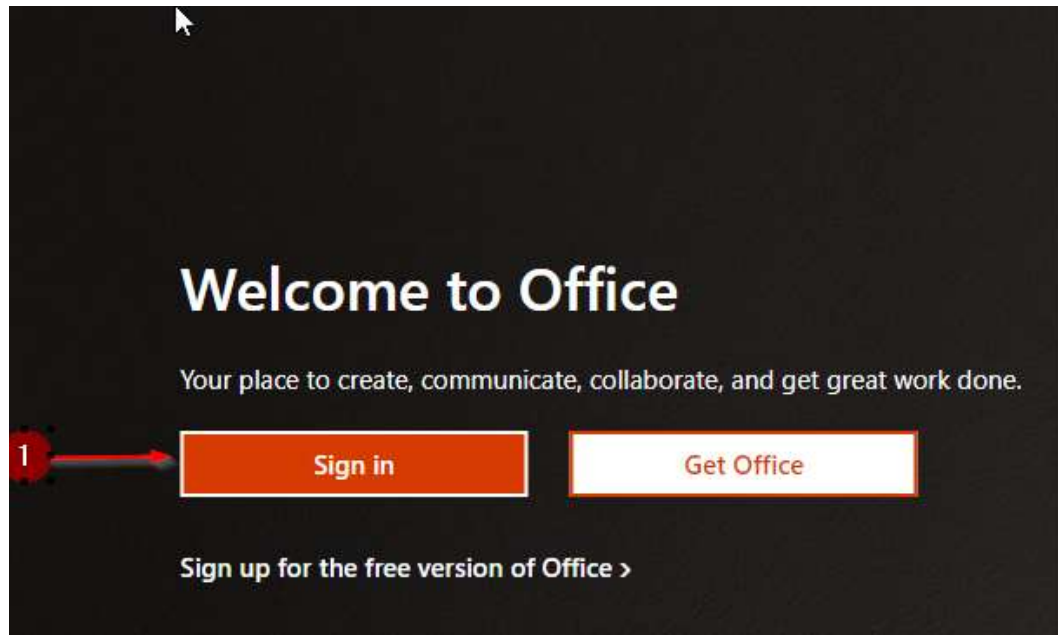 Welcome to Office
Your place to create, communicate, collaborate, and get great work done.
1
Sign in
Get Office
Sign up for the free version of Office >